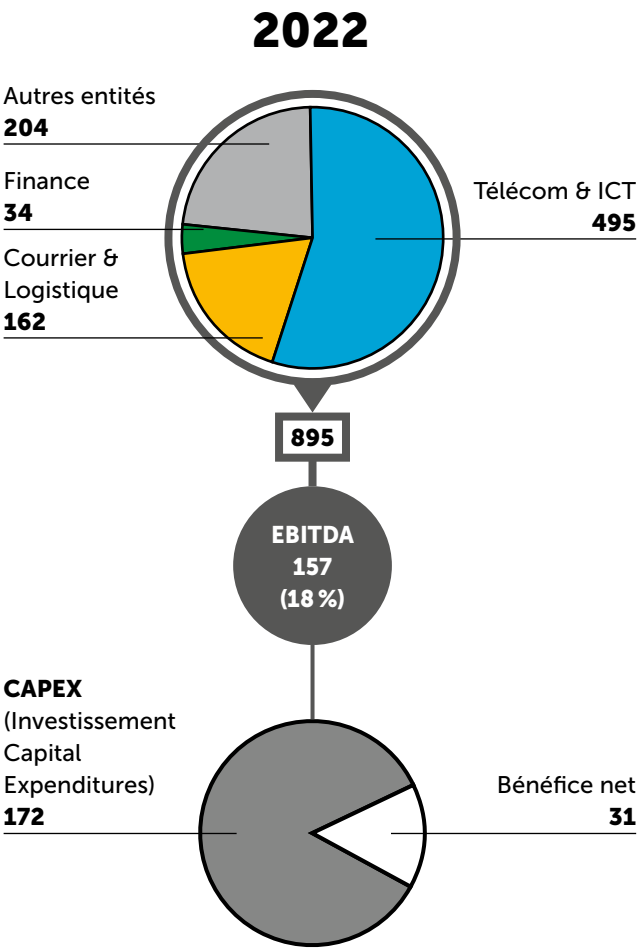 2022
Autres entités
204
Finance
34
Courrier &
Logistique
162
Télécom & ICT
495
895
EBITDA
157
(18 %)
CAPEX
(Investissement
Capital
Expenditures)
172
Bénéfice net
31